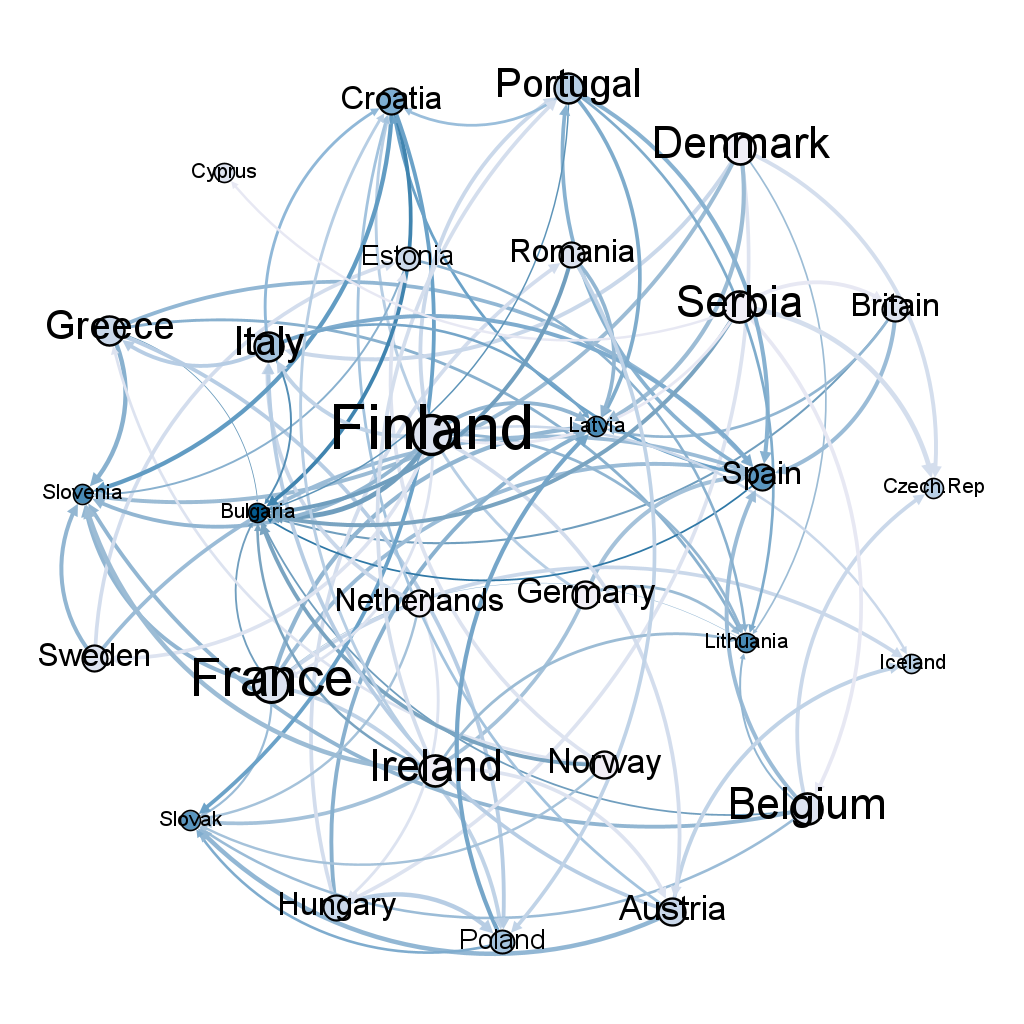 Portugal
Croatia
Denmark
Cyprus
Romania
Estonia
Serbia
Britain
Greece
Italy
Finland
Latvia
Spain
Czech Rep
Slovenia
Bulgaria
Germany
Netherlands
Lithuania
Sweden
Iceland
France
Norway
Ireland
Belgium
Slovak
Hungary
Austria
Poland